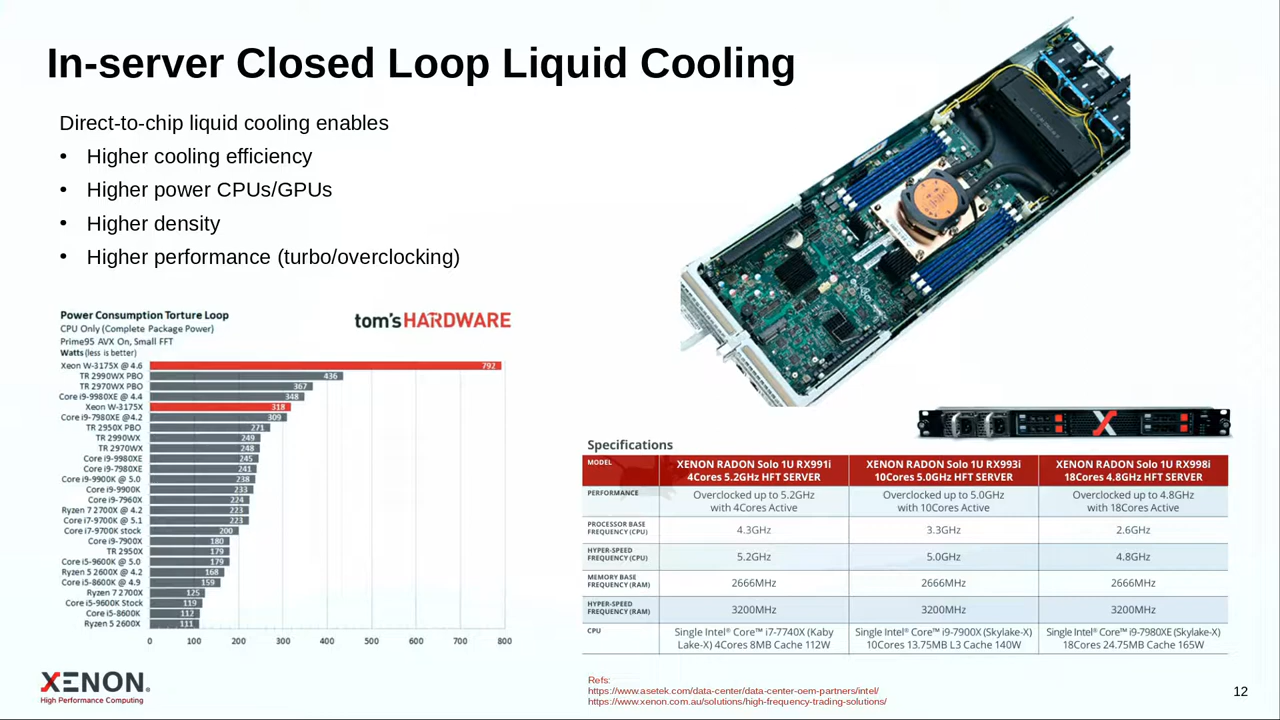 In-server Closed Loop Liquid Cooling
Direct-to-chip liquid cooling enables
• Higher cooling efficiency
• Higher power CPUs/GPUs
• Higher density
• Higher performance (turbo/overclocking)
Power Consumption Torture Loop
CPU Only (Complete Package Power)
Prime95 AVX On, Small FFT
Watts (less is better)
tom's HARDWARE
Xeon W-3175X @ 4.6 792
TR 2990WX PBO 436
TR 2970WX PBO 367
Core i9-9980XE @ 4.4 348
Xeon W-3175X 318
Core i9-7980XE @4.2 309
TR 2950X PBO 271
TR 2990WX 249
TR 2970WX 248
Core i9-9980XE 245
Core i9-7980XE 241
Core i9-9900K @ 5.0 238
Core i9-9900K 233
Core i9-7960X 224
Ryzen 7 2700X @ 4.2 223
Core i7-9700K @ 5.1 223
Core i7-9700K stock 200
Core i9-7900X 180
TR 2950X 179
Core i5-9600K @ 5.0 179
Ryzen 5 2600X @ 4.2 168
Core i5-8600K @ 4.9 159
Ryzen 7 2700X 125
Core i5-9600K Stock 119
Core i5-8600K 112
Ryzen 5 2600X 111
0 100 200 300 400 500 600 700 800
Specifications
MODEL
XENON RADON Solo 1U RX991i
4Cores 5.2GHz HFT SERVER
XENON RADON Solo 1U RX993i
10Cores 5.0GHz HFT SERVER
XENON RADON Solo 1U RX998i
18Cores 4.8GHz HFT SERVER
PERFORMANCE
Overclocked up to 5.2GHz
with 4Cores Active
Overclocked up to 5.0GHz
with 10Cores Active
Overclocked up to 4.8GHz
with 18Cores Active
PROCESSOR BASE
FREQUENCY (CPU)
4.3GHz
3.3GHz
2.6GHz
HYPER-SPEED
FREQUENCY (CPU)
5.2GHz
5.0GHz
4.8GHz
MEMORY BASE
FREQUENCY (RAM)
2666MHz
2666MHz
2666MHz
HYPER-SPEED
FREQUENCY (RAM)
3200MHz
3200MHz
3200MHz
CPU
Single Intel® Core™ i7-7740X (Kaby
Lake-X) 4Cores 8MB Cache 112W
Single Intel® Core™ i9-7900X (Skylake-X)
10Cores 13.75MB L3 Cache 140W
Single Intel® Core™ i9-7980XE (Skylake-X)
18Cores 24.75MB Cache 165W
XENON.
High Performance Computing
Refs:
https://www.asetek.com/data-center/data-center-oem-partners/intel/
https://www.xenon.com.au/solutions/high-frequency-trading-solutions/
12